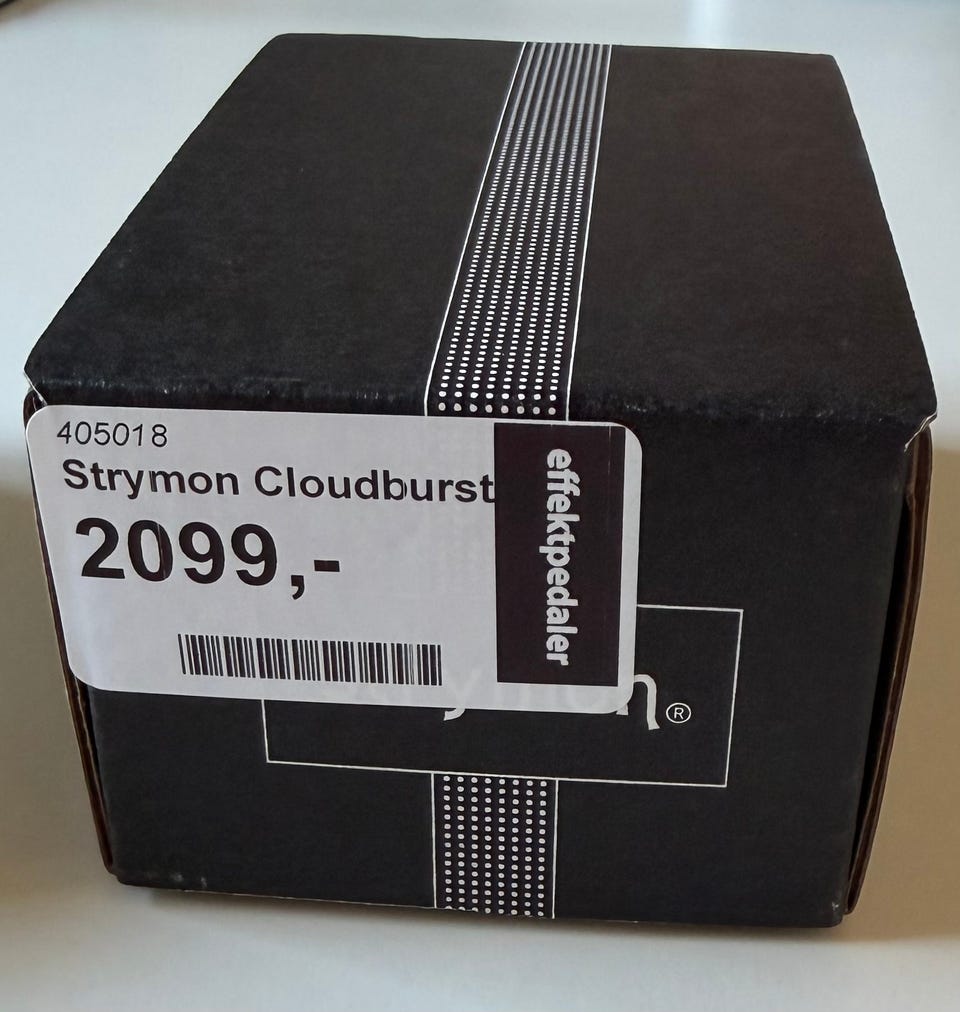 405018
Strymon Cloudburst
2099,-
effektpedaler
®